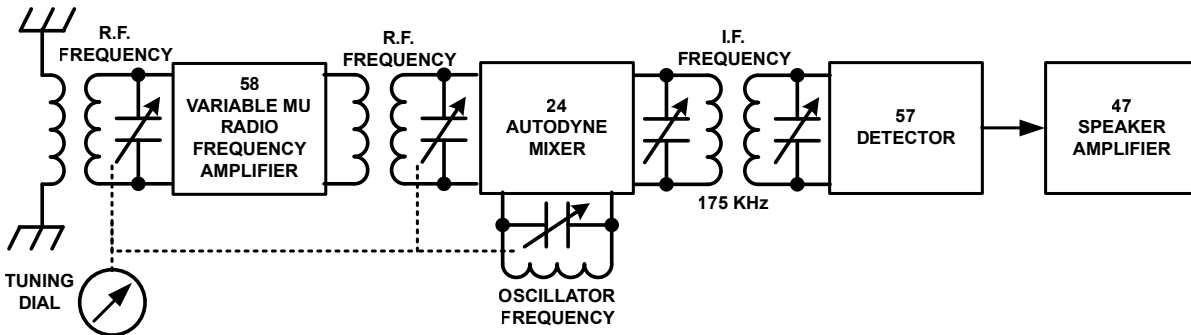 R.F.
FREQUENCY
58
VARIABLE MU
RADIO
FREQUENCY
AMPLIFIER
R.F.
FREQUENCY
24
AUTODYNE
MIXER
I.F.
FREQUENCY
175 KHz
57
DETECTOR
47
SPEAKER
AMPLIFIER
TUNING
DIAL
OSCILLATOR
FREQUENCY